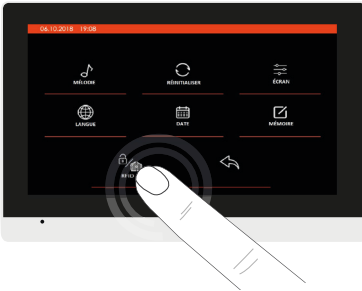 06.10.2018 19:08
MÉLODIE
RÉINITIALISER
ÉCRAN
LANGUE
DATE
MÉMOIRE
RFID